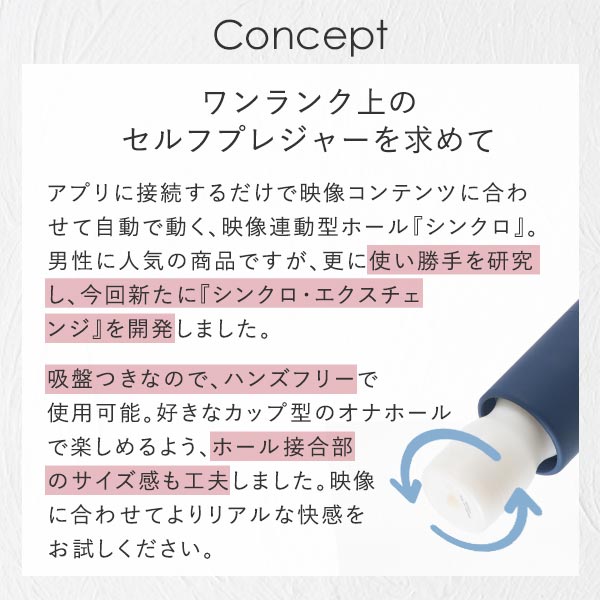 Concept
ワンランク上の
セルフプレジャーを求めて
アプリに接続するだけで映像コンテンツに合わ
せて自動で動く、映像連動型ホール『シンクロ』。
男性に人気の商品ですが、更に使い勝手を研究
し、今回新たに『シンクロ・エクスチェ
ンジ』を開発しました。
吸盤つきなので、ハンズフリーで
使用可能。好きなカップ型のオナホール
で楽しめるよう、ホール接合部
のサイズ感も工夫しました。映像
に合わせてよりリアルな快感を
お試しください。